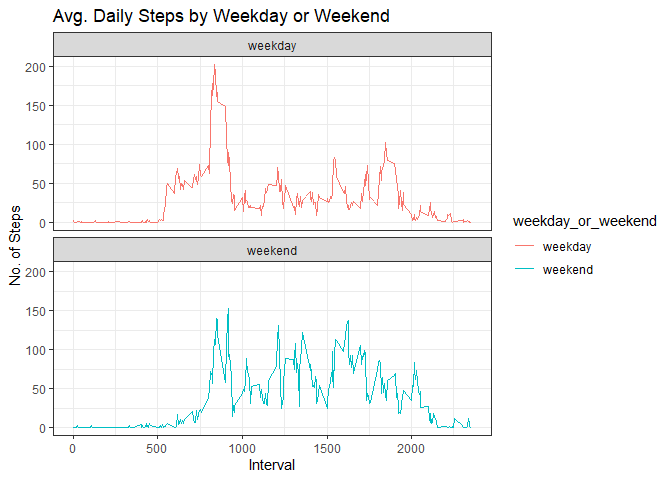 Avg. Daily Steps by Weekday or Weekend
weekday
200
150
100
50
0
weekend
200
150
100
50
0
No. of Steps
0 500 1000 1500 2000
Interval
weekday_or_weekend
weekday
weekend